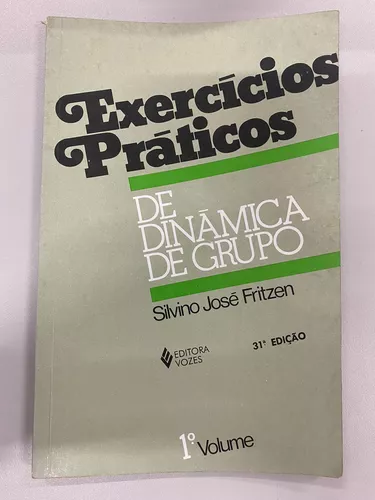 Exercícios
Práticos
DE
DINÂMICA
DE GRUPO
Silvino José Fritzen
EDITORA
VOZES
31ª EDIÇÃO
1º Volume